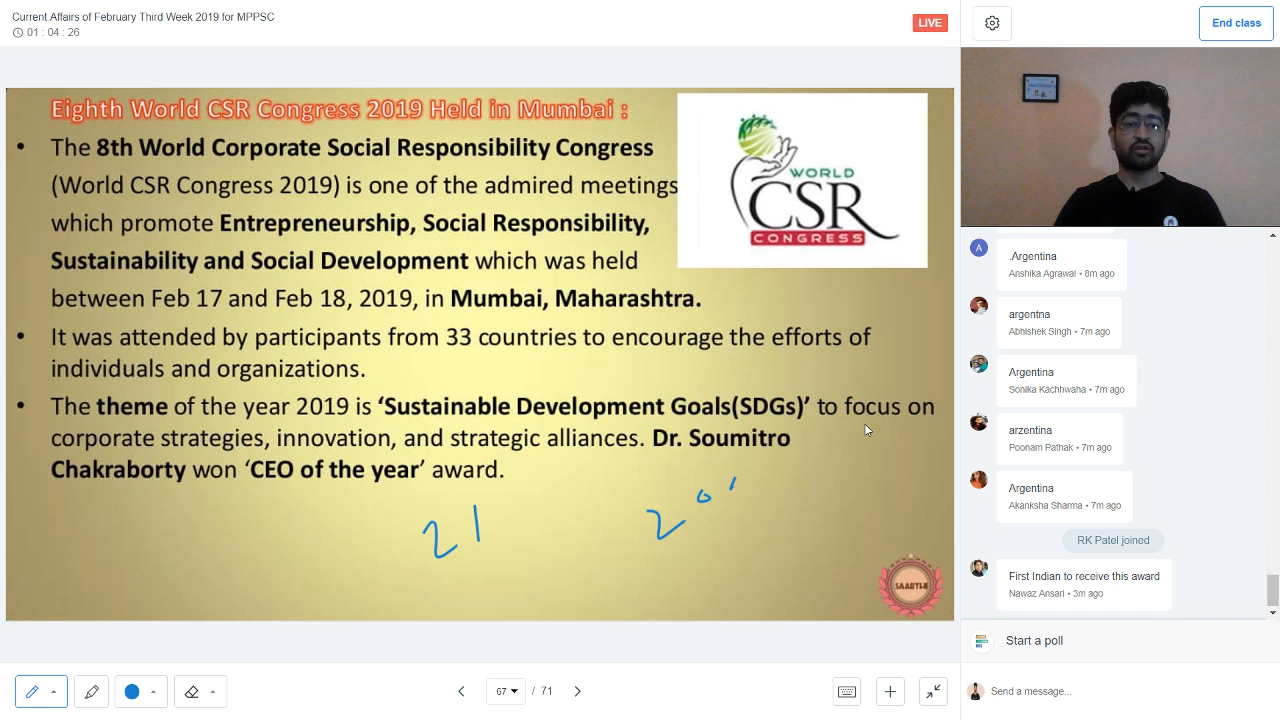 Current Affairs of February Third Week 2019 for MPPSC
01 : 04 : 26
LIVE
End class
Eighth World CSR Congress 2019 Held in Mumbai :
• The 8th World Corporate Social Responsibility Congress
(World CSR Congress 2019) is one of the admired meetings
which promote Entrepreneurship, Social Responsibility,
Sustainability and Social Development which was held
between Feb 17 and Feb 18, 2019, in Mumbai, Maharashtra.
• It was attended by participants from 33 countries to encourage the efforts of
individuals and organizations.
• The theme of the year 2019 is ‘Sustainable Development Goals(SDGs)’ to focus on
corporate strategies, innovation, and strategic alliances. Dr. Soumitro
Chakraborty won ‘CEO of the year’ award.
WORLD
CSR
CONGRESS
21
SAARTHI
A
.Argentina
Anshika Agrawal • 8m ago
argentna
Abhishek Singh • 7m ago
Argentina
Sonika Kachhwaha • 7m ago
arzentina
Poonam Pathak • 7m ago
Argentina
Akanksha Sharma • 7m ago
RK Patel joined
First Indian to receive this award
Nawaz Ansari • 3m ago
Start a poll
Send a message...
67 / 71